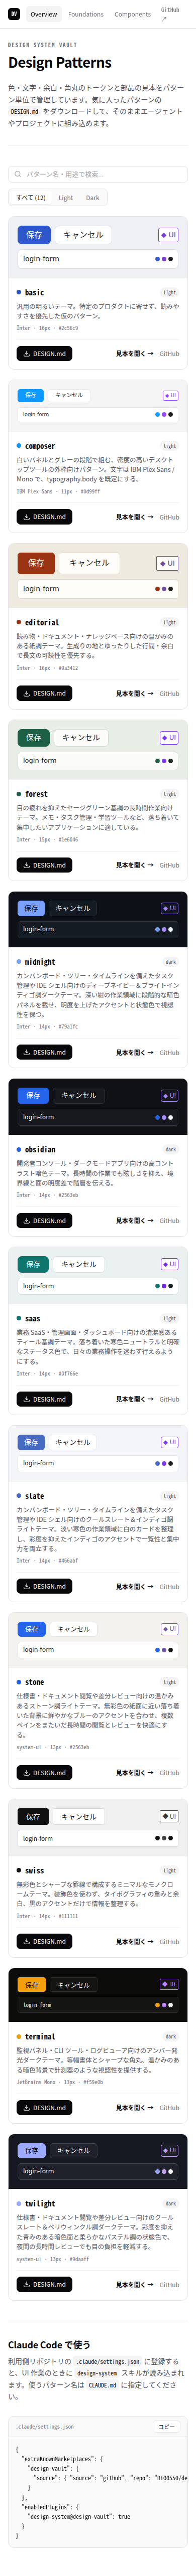 DV Overview Foundations Components GitHub ↗
DESIGN SYSTEM VAULT
Design Patterns
色・文字・余白・角丸のトークンと部品の見本をパターン単位で管理しています。気に入ったパターンの
DESIGN.md をダウンロードして、そのままエージェントやプロジェクトに組み込めます。
パターン名・用途で検索...
すべて (12) Light Dark
保存 キャンセル ◆ UI
login-form
basic light
汎用の明るいテーマ。特定のプロダクトに寄せず、読みやすさを優先した仮のパターン。
Inter · 16px · #2c56c9
DESIGN.md 見本を開く → GitHub
保存 キャンセル ◆ UI
login-form
composer light
白いパネルとグレーの段階で組む、密度の高いデスクトップツールの外枠向けパターン。文字は IBM Plex Sans / Mono で、typography.body を既定にする。
IBM Plex Sans · 11px · #0d99ff
DESIGN.md 見本を開く → GitHub
保存 キャンセル ◆ UI
login-form
editorial light
読み物・ドキュメント・ナレッジベース向けの温かみのある紙調テーマ。生成りの地とゆったりした行間・余白で長文の可読性を優先する。
Inter · 16px · #9a3412
DESIGN.md 見本を開く → GitHub
保存 キャンセル ◆ UI
login-form
forest light
目の疲れを抑えたセージグリーン基調の長時間作業向けテーマ。メモ・タスク管理・学習ツールなど、落ち着いて集中したいアプリケーションに適している。
Inter · 15px · #1e6046
DESIGN.md 見本を開く → GitHub
保存 キャンセル ◆ UI
login-form
midnight dark
カンバンボード・ツリー・タイムラインを備えたタスク管理や IDE シェル向けのディープネイビー＆ブライトインディゴ調ダークテーマ。深い紺の作業領域に段階的な暗色パネルを載せ、明度を上げたアクセントと状態色で視認性を保つ。
Inter · 14px · #79a1fc
DESIGN.md 見本を開く → GitHub
保存 キャンセル ◆ UI
login-form
obsidian dark
開発者コンソール・ダークモードアプリ向けの高コントラスト暗色テーマ。長時間の作業でも眩しさを抑え、境界線と面の明度差で階層を伝える。
Inter · 14px · #2563eb
DESIGN.md 見本を開く → GitHub
保存 キャンセル ◆ UI
login-form
saas light
業務 SaaS・管理画面・ダッシュボード向けの清潔感あるティール基調テーマ。落ち着いた寒色ニュートラルと明確なステータス色で、日々の業務操作を迷わず行えるようにする。
Inter · 14px · #0f766e
DESIGN.md 見本を開く → GitHub
保存 キャンセル ◆ UI
login-form
slate light
カンバンボード・ツリー・タイムラインを備えたタスク管理や IDE シェル向けのクールスレート＆インディゴ調ライトテーマ。淡い寒色の作業領域に白のカードを整理し、彩度を抑えたインディゴのアクセントで一覧性と集中力を両立する。
Inter · 14px · #466abf
DESIGN.md 見本を開く → GitHub
保存 キャンセル ◆ UI
login-form
stone light
仕様書・ドキュメント閲覧や差分レビュー向けの温かみあるストーン調ライトテーマ。無彩色の紙面に近い落ち着いた背景に鮮やかなブルーのアクセントを合わせ、複数ペインをまたいだ長時間の閲覧とレビューを快適にする。
system-ui · 13px · #2563eb
DESIGN.md 見本を開く → GitHub
保存 キャンセル ◆ UI
login-form
swiss light
無彩色とシャープな罫線で構成するミニマルなモノクロームテーマ。装飾色を使わず、タイポグラフィの重みと余白、黒のアクセントだけで情報を整理する。
Inter · 14px · #111111
DESIGN.md 見本を開く → GitHub
保存 キャンセル ◆ UI
login-form
terminal dark
監視パネル・CLI ツール・ログビューア向けのアンバー発光ダークテーマ。等幅書体とシャープな角丸、温かみのある暗色背景で計測器のような視認性を提供する。
JetBrains Mono · 13px · #f59e0b
DESIGN.md 見本を開く → GitHub
保存 キャンセル ◆ UI
login-form
twilight dark
仕様書・ドキュメント閲覧や差分レビュー向けのクールスレート＆ペリウィンクル調ダークテーマ。彩度を抑えた青みのある暗色面と柔らかなパステル調の状態色で、夜間の長時間レビューでも目の負担を軽減する。
system-ui · 13px · #9daaff
DESIGN.md 見本を開く → GitHub
Claude Code で使う
利用側リポジトリの .claude/settings.json に登録すると、UI 作業のときに design-system スキルが読み込まれます。使うパターン名は CLAUDE.md に指定してください。
.claude/settings.json コピー
{
"extraKnownMarketplaces": {
"design-vault": {
"source": { "source": "github", "repo": "DI00550/de
}
},
"enabledPlugins": {
"design-system@design-vault": true
}
}